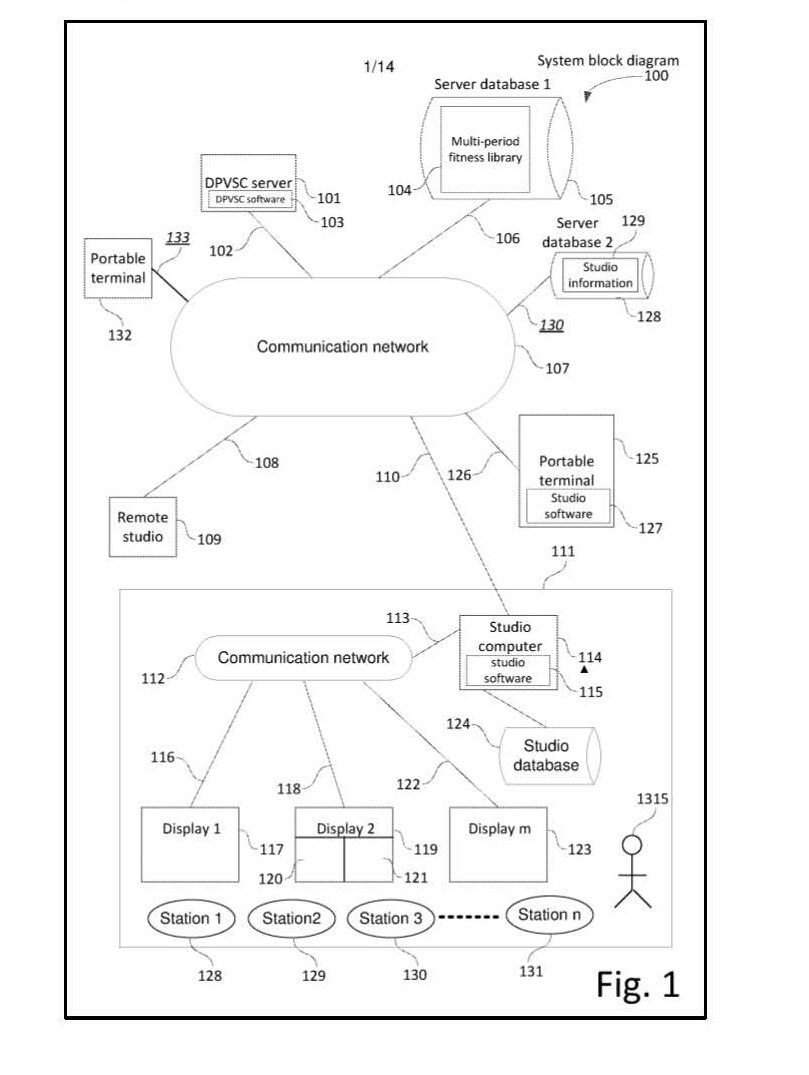 1/14
System block diagram
100
Server database 1
Multi-period
fitness library
104
105
DPVSC server
DPVSC software
101
103
102
106
Server
database 2
129
Studio
information
128
130
133
Portable
terminal
132
Communication network
107
108
110
126
Portable
terminal
125
Studio
software
127
Remote
studio
109
111
113
Studio
computer
114
studio
software
115
Communication network
112
124
Studio
database
116
118
122
1315
Display 1
117
Display 2
119
120
121
Display m
123
Station 1
Station2
Station 3
Station n
128
129
130
131
Fig. 1